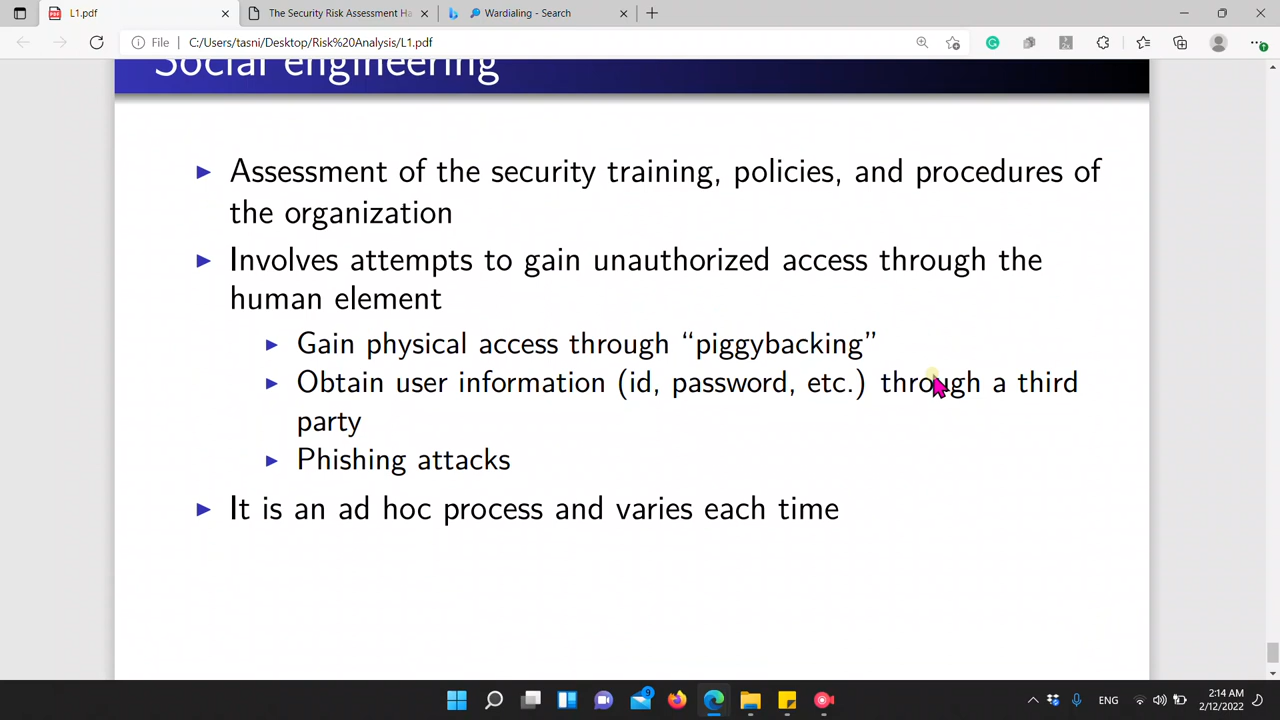 L1.pdf
The Security Risk Assessment Ha
Wardialing - Search
File
C:/Users/tasni/Desktop/Risk%20Analysis/L1.pdf
Social engineering
Assessment of the security training, policies, and procedures of
the organization
Involves attempts to gain unauthorized access through the
human element
Gain physical access through “piggybacking”
Obtain user information (id, password, etc.) through a third
party
Phishing attacks
It is an ad hoc process and varies each time
9
ENG
2:14 AM
2/12/2022